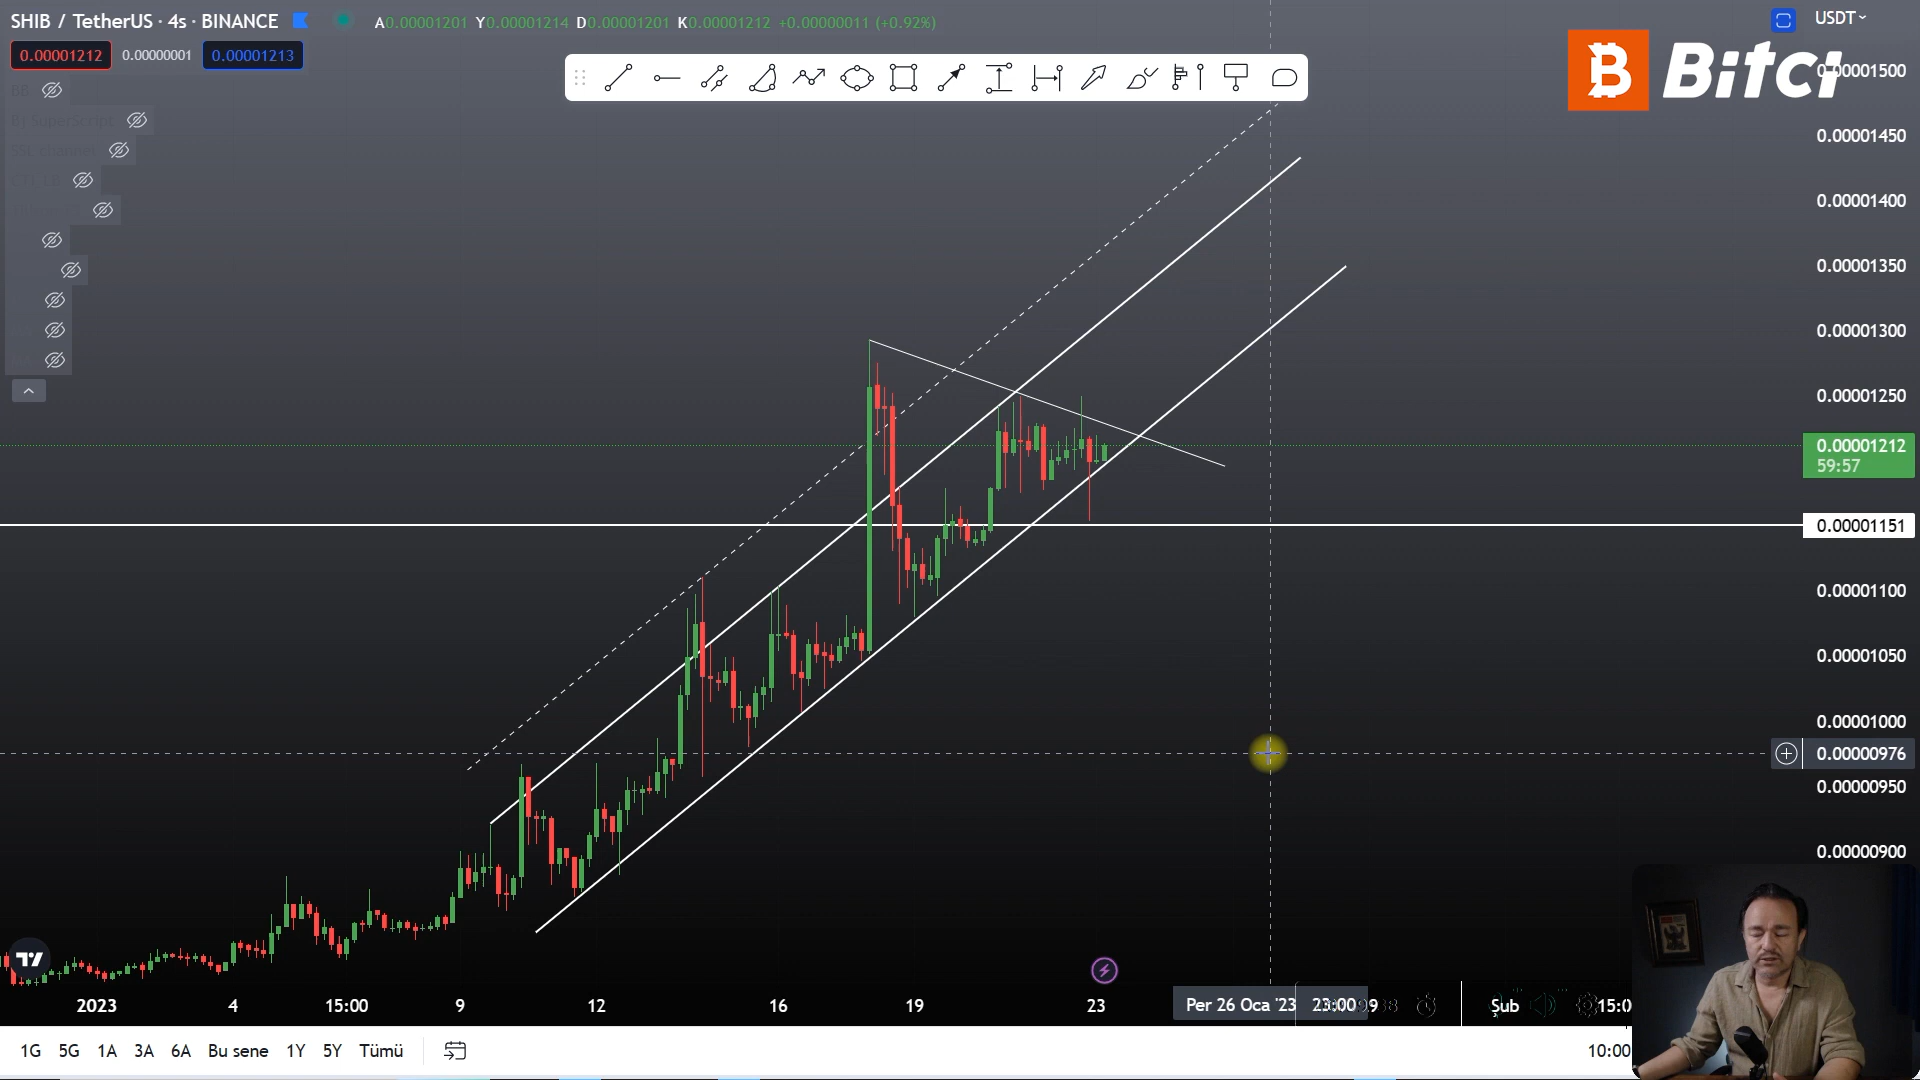 SHIB / TetherUS · 4s · BINANCE
A0.00001201 Y0.00001214 D0.00001201 K0.00001212 +0.00000011 (+0.92%)
USDT
0.00001212 0.00000001 0.00001213
Bitci
0.00001500
0.00001450
0.00001400
0.00001350
0.00001300
0.00001250
0.00001212
59:57
0.00001151
0.00001100
0.00001050
0.00001000
0.00000976
0.00000950
0.00000900
2023 4 15:00 9 12 16 19 23 Per 26 Oca '23 23:00 Şub
1G 5G 1A 3A 6A Bu sene 1Y 5Y Tümü
10:00